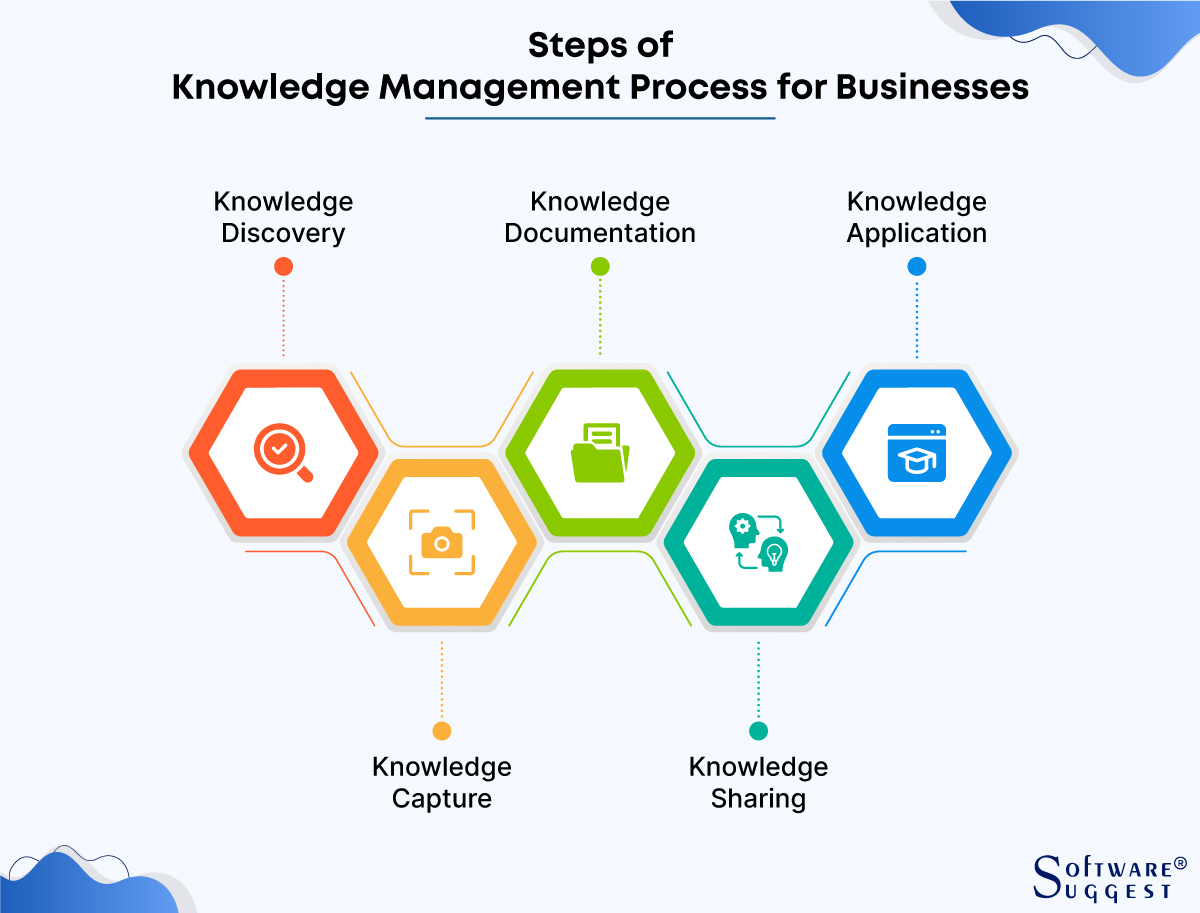 Steps of
Knowledge Management Process for Businesses
Knowledge
Discovery
Knowledge
Documentation
Knowledge
Application
Knowledge
Capture
Knowledge
Sharing
SOFTWARE®
SUGGEST